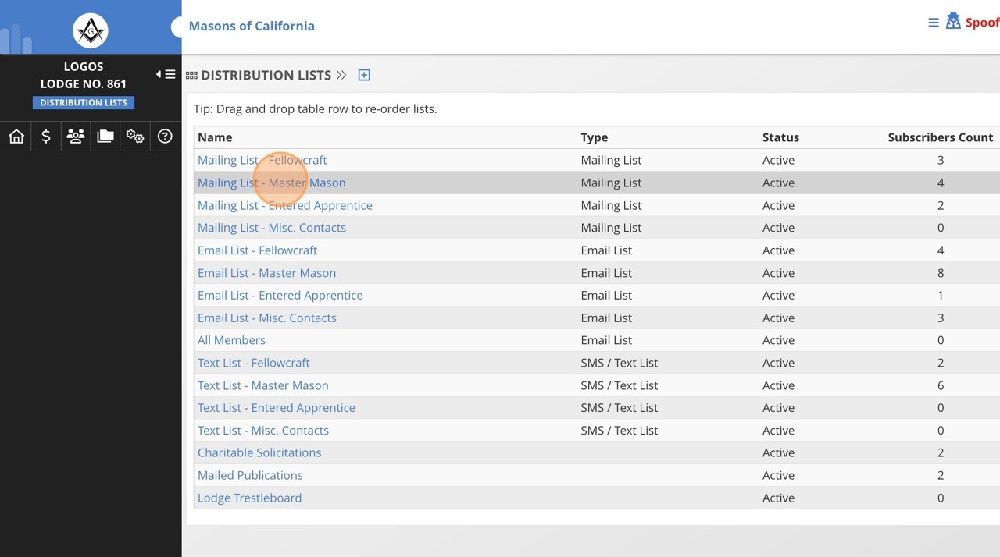 Masons of California
Spoof
G
LOGOS
LODGE NO. 861
DISTRIBUTION LISTS
DISTRIBUTION LISTS
Tip: Drag and drop table row to re-order lists.
Name Type Status Subscribers Count
Mailing List - Fellowcraft Mailing List Active 3
Mailing List - Master Mason Mailing List Active 4
Mailing List - Entered Apprentice Mailing List Active 2
Mailing List - Misc. Contacts Mailing List Active 0
Email List - Fellowcraft Email List Active 4
Email List - Master Mason Email List Active 8
Email List - Entered Apprentice Email List Active 1
Email List - Misc. Contacts Email List Active 3
All Members Email List Active 0
Text List - Fellowcraft SMS / Text List Active 2
Text List - Master Mason SMS / Text List Active 6
Text List - Entered Apprentice SMS / Text List Active 0
Text List - Misc. Contacts SMS / Text List Active 0
Charitable Solicitations Active 2
Mailed Publications Active 2
Lodge Trestleboard Active 0